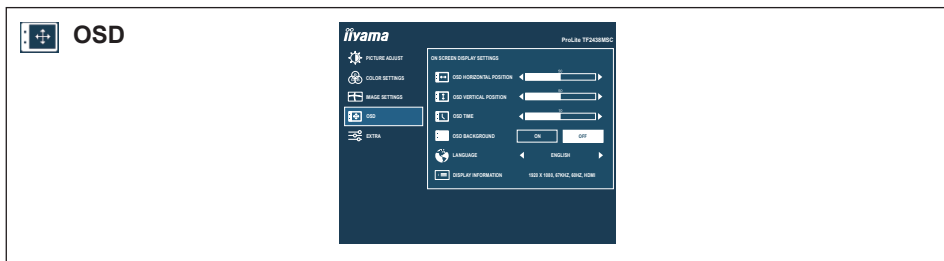 OSD
iiyama
ProLite TF2438MSC
PICTURE ADJUST
COLOR SETTINGS
IMAGE SETTINGS
OSD
EXTRA
ON SCREEN DISPLAY SETTINGS
OSD HORIZONTAL POSITION
OSD VERTICAL POSITION
OSD TIME
OSD BACKGROUND ON OFF
LANGUAGE ENGLISH
DISPLAY INFORMATION 1920 X 1080, 67KHZ, 60HZ, HDMI